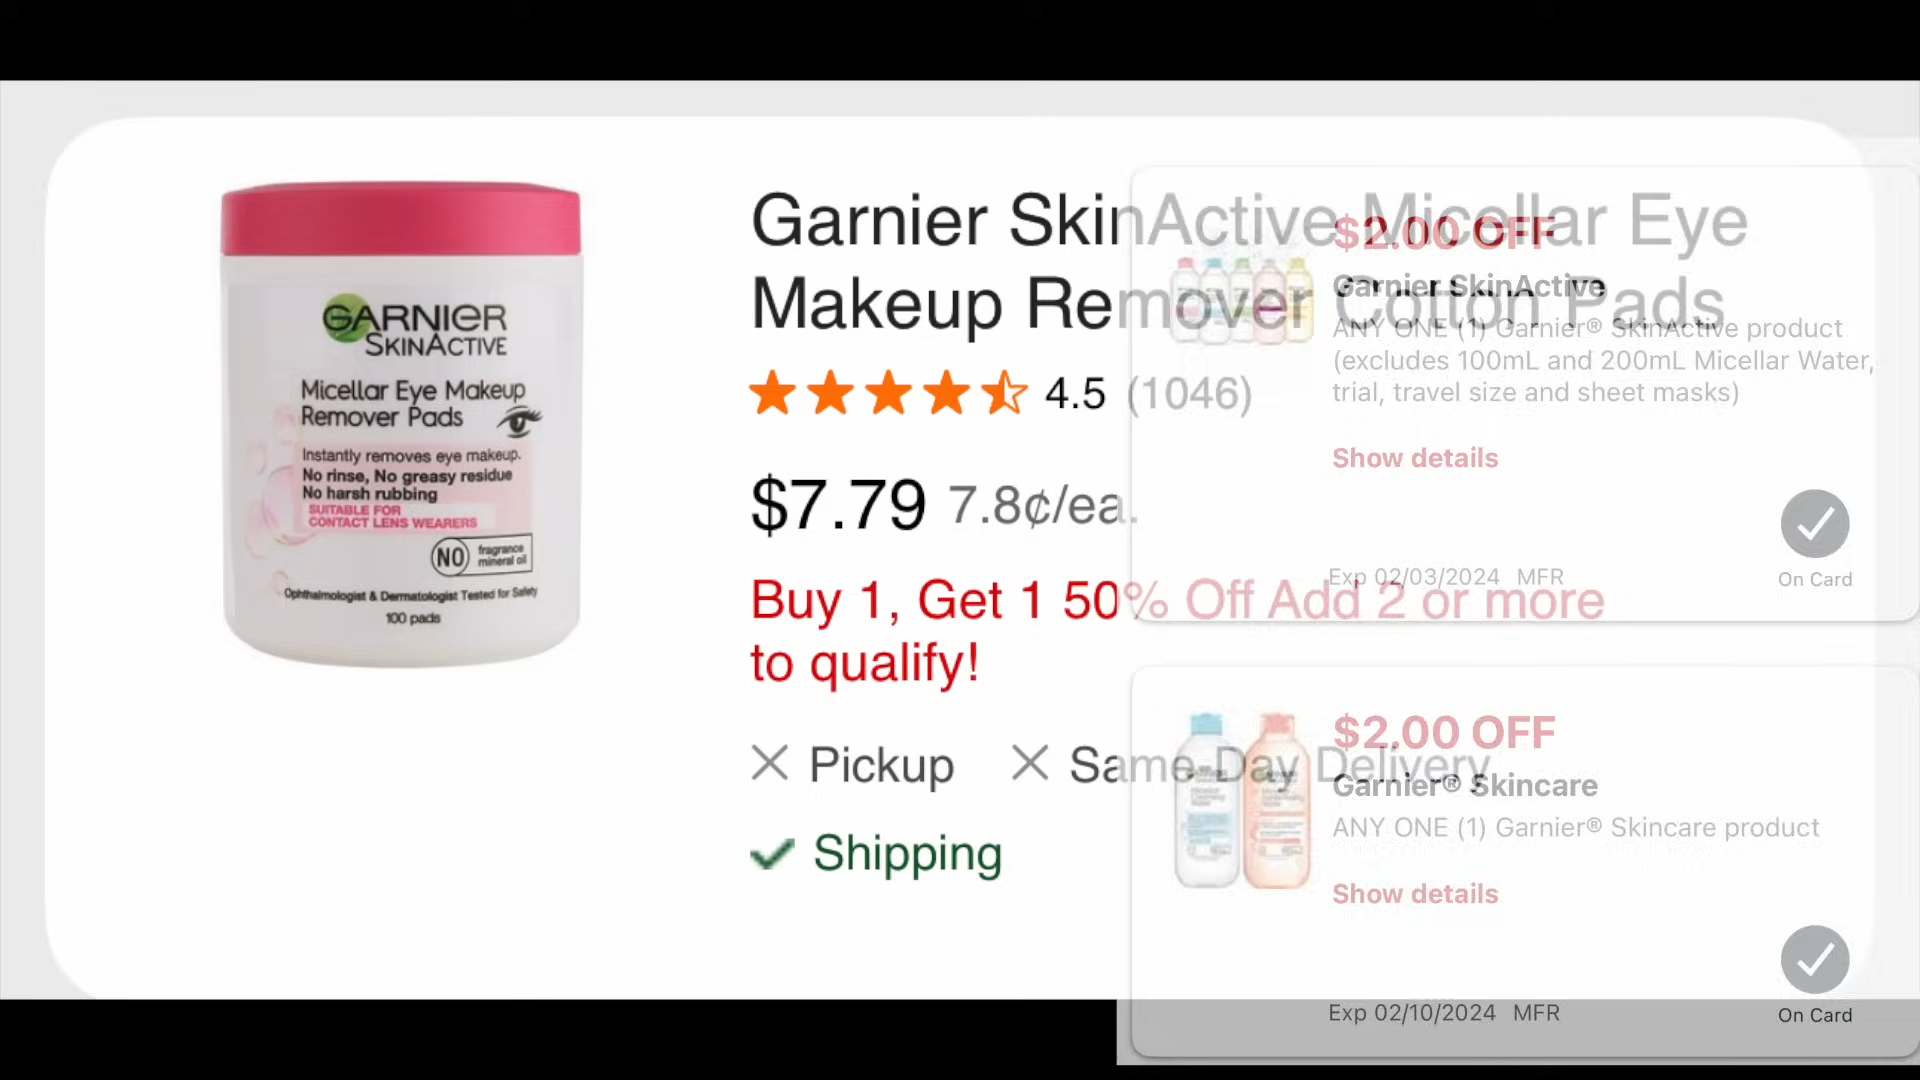 GARNIER
SKINACTIVE
Micellar Eye Makeup
Remover Pads
Instantly removes eye makeup.
No rinse, No greasy residue
No harsh rubbing
SUITABLE FOR
CONTACT LENS WEARERS
NO fragrance
mineral oil
Ophthalmologist & Dermatologist Tested for Safety
100 pads
Garnier SkinActive Micellar Eye
Makeup Remover Cotton Pads
4.5 (1046)
$7.79 7.8¢/ea.
Buy 1, Get 1 50% Off Add 2 or more
to qualify!
Pickup Same Day Delivery
Shipping
$2.00 OFF
Garnier SkinActive
ANY ONE (1) Garnier® SkinActive product
(excludes 100mL and 200mL Micellar Water,
trial, travel size and sheet masks)
Show details
Exp 02/03/2024 MFR
On Card
$2.00 OFF
Garnier® Skincare
ANY ONE (1) Garnier® Skincare product
Show details
Exp 02/10/2024 MFR
On Card